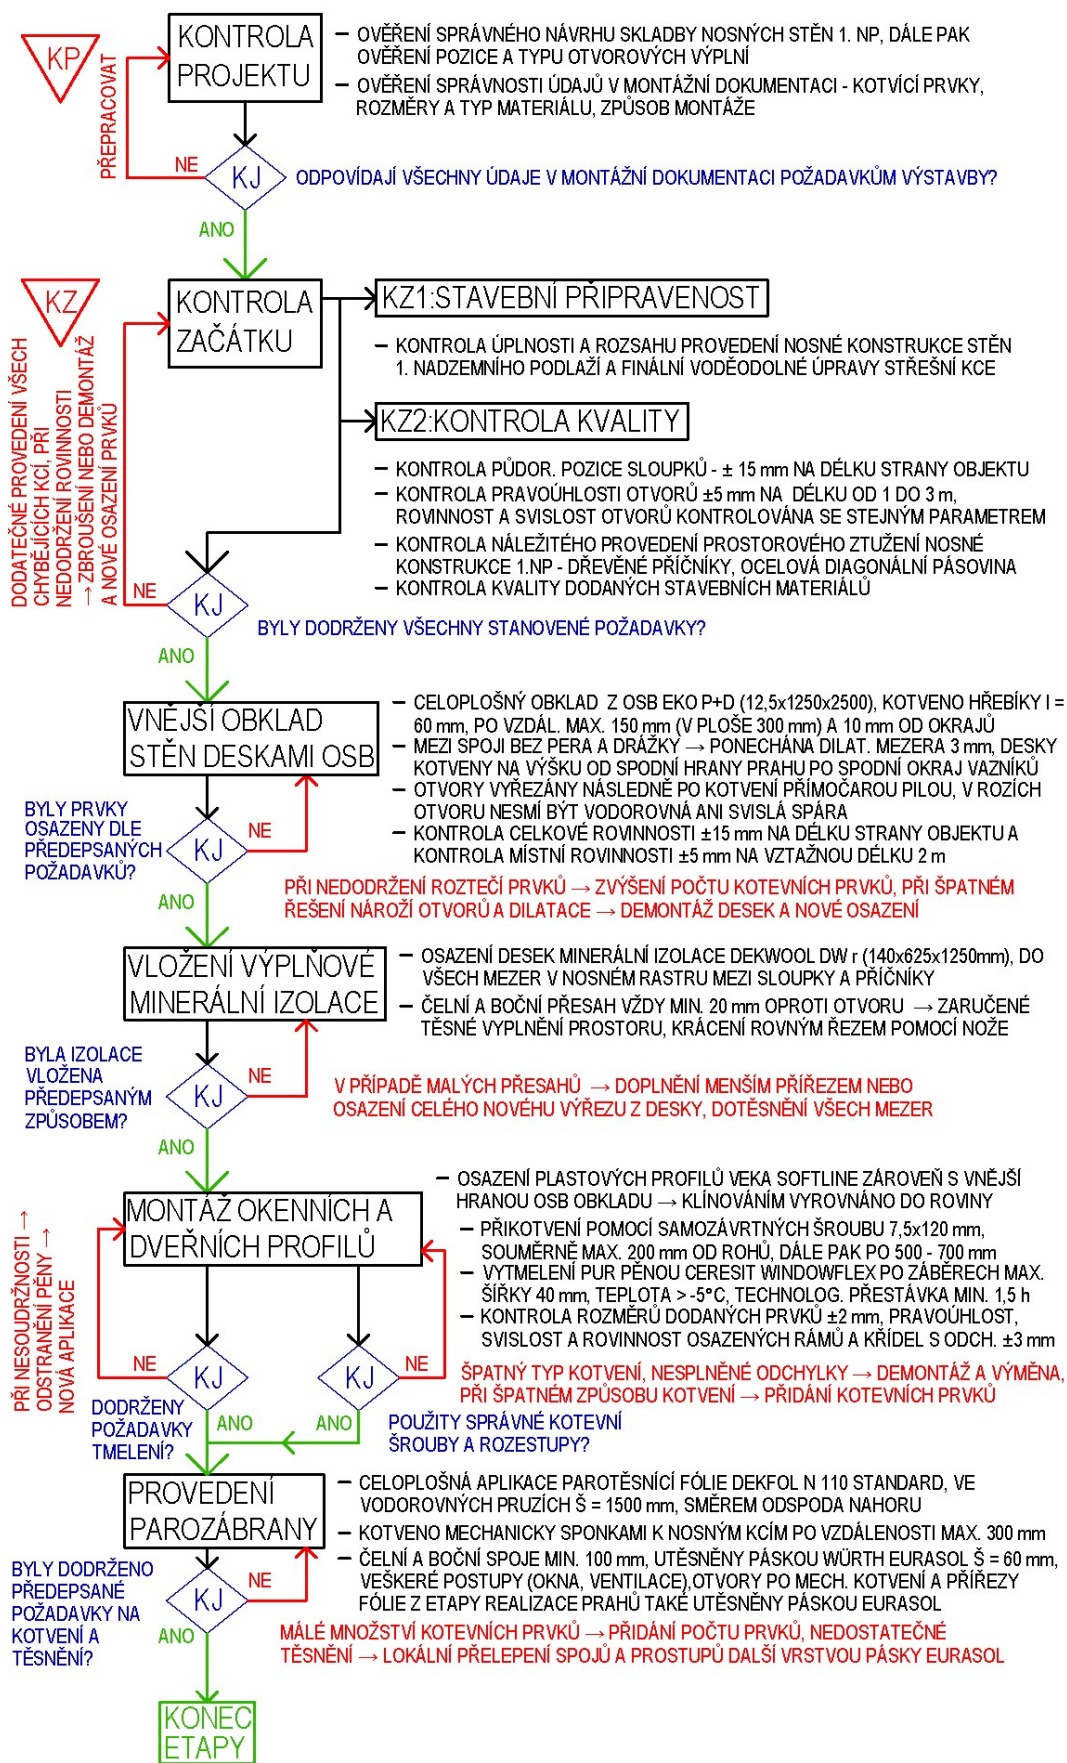 KP
KONTROLA
PROJEKTU
– OVĚŘENÍ SPRÁVNÉHO NÁVRHU SKLADBY NOSNÝCH STĚN 1. NP, DÁLE PAK
OVĚŘENÍ POZICE A TYPU OTVOROVÝCH VÝPLNÍ
– OVĚŘENÍ SPRÁVNOSTI ÚDAJŮ V MONTÁŽNÍ DOKUMENTACI - KOTVÍCÍ PRVKY,
ROZMĚRY A TYP MATERIÁLU, ZPŮSOB MONTÁŽE
PŘEPRACOVAT
NE
KJ
ODPOVÍDAJÍ VŠECHNY ÚDAJE V MONTÁŽNÍ DOKUMENTACI POŽADAVKŮM VÝSTAVBY?
ANO
KZ
KONTROLA
ZAČÁTKU
KZ1:STAVEBNÍ PŘIPRAVENOST
– KONTROLA ÚPLNOSTI A ROZSAHU PROVEDENÍ NOSNÉ KONSTRUKCE STĚN
1. NADZEMNÍHO PODLAŽÍ A FINÁLNÍ VODĚODOLNÉ ÚPRAVY STŘEŠNÍ KCE
KZ2:KONTROLA KVALITY
– KONTROLA PŮDOR. POZICE SLOUPKŮ - ± 15 mm NA DÉLKU STRANY OBJEKTU
– KONTROLA PRAVOÚHLOSTI OTVORŮ ±5 mm NA DÉLKU OD 1 DO 3 m,
ROVINNOST A SVISLOST OTVORŮ KONTROLOVÁNA SE STEJNÝM PARAMETREM
– KONTROLA NÁLEŽITÉHO PROVEDENÍ PROSTOROVÉHO ZTUŽENÍ NOSNÉ
KONSTRUKCE 1.NP - DŘEVĚNÉ PŘÍČNÍKY, OCELOVÁ DIAGONÁLNÍ PÁSOVINA
– KONTROLA KVALITY DODANÝCH STAVEBNÍCH MATERIÁLŮ
DODATEČNÉ PROVEDENÍ VŠECH
CHYBĚJÍCÍCH KCÍ, PŘI
NEDODRŽENÍ ROVINNOSTI
→ ZBROUŠENÍ NEBO DEMONTÁŽ
A NOVÉ OSAZENÍ PRVKŮ
NE
KJ
BYLY DODRŽENY VŠECHNY STANOVENÉ POŽADAVKY?
ANO
VNĚJŠÍ OBKLAD
STĚN DESKAMI OSB
– CELOPLOŠNÝ OBKLAD Z OSB EKO P+D (12,5x1250x2500), KOTVENO HŘEBÍKY l =
60 mm, PO VZDÁL. MAX. 150 mm (V PLOŠE 300 mm) A 10 mm OD OKRAJŮ
– MEZI SPOJI BEZ PERA A DRÁŽKY → PONECHÁNA DILAT. MEZERA 3 mm, DESKY
KOTVENY NA VÝŠKU OD SPODNÍ HRANY PRAHU PO SPODNÍ OKRAJ VAZNÍKŮ
– OTVORY VYŘEZÁNY NÁSLEDNĚ PO KOTVENÍ PŘÍMOČAROU PILOU, V ROZÍCH
OTVORU NESMÍ BÝT VODOROVNÁ ANI SVISLÁ SPÁRA
– KONTROLA CELKOVÉ ROVINNOSTI ±15 mm NA DÉLKU STRANY OBJEKTU A
KONTROLA MÍSTNÍ ROVINNOSTI ±5 mm NA VZTAŽNOU DÉLKU 2 m
BYLY PRVKY
OSAZENY DLE
PŘEDEPSANÝCH
POŽADAVKŮ?
KJ
NE
PŘI NEDODRŽENÍ ROZTEČÍ PRVKŮ → ZVÝŠENÍ POČTU KOTEVNÍCH PRVKŮ, PŘI ŠPATNÉM
ŘEŠENÍ NÁROŽÍ OTVORŮ A DILATACE → DEMONTÁŽ DESEK A NOVÉ OSAZENÍ
ANO
VLOŽENÍ VÝPLŇOVÉ
MINERÁLNÍ IZOLACE
– OSAZENÍ DESEK MINERÁLNÍ IZOLACE DEKWOOL DW r (140x625x1250mm), DO
VŠECH MEZER V NOSNÉM RASTRU MEZI SLOUPKY A PŘÍČNÍKY
– ČELNÍ A BOČNÍ PŘESAH VŽDY MIN. 20 mm OPROTI OTVORU → ZARUČENÉ
TĚSNÉ VYPLNĚNÍ PROSTORU, KRÁCENÍ ROVNÝM ŘEZEM POMOCÍ NOŽE
BYLA IZOLACE
VLOŽENA
PŘEDEPSANÝM
ZPŮSOBEM?
KJ
NE
V PŘÍPADĚ MALÝCH PŘESAHŮ → DOPLNĚNÍ MENŠÍM PŘÍŘEZEM NEBO
OSAZENÍ CELÉHO NOVÉHU VÝŘEZU Z DESKY, DOTĚSNĚNÍ VŠECH MEZER
ANO
MONTÁŽ OKENNÍCH A
DVEŘNÍCH PROFILŮ
– OSAZENÍ PLASTOVÝCH PROFILŮ VEKA SOFTLINE ZÁROVEŇ S VNĚJŠÍ
HRANOU OSB OBKLADU → KLÍNOVÁNÍM VYROVNÁNO DO ROVINY
– PŘIKOTVENÍ POMOCÍ SAMOZÁVRTNÝCH ŠROUBU 7,5x120 mm,
SOUMĚRNĚ MAX. 200 mm OD ROHŮ, DÁLE PAK PO 500 - 700 mm
– VYTMELENÍ PUR PĚNOU CERESIT WINDOWFLEX PO ZÁBĚRECH MAX.
ŠÍŘKY 40 mm, TEPLOTA > -5°C, TECHNOLOG. PŘESTÁVKA MIN. 1,5 h
– KONTROLA ROZMĚRŮ DODANÝCH PRVKŮ ±2 mm, PRAVOÚHLOST,
SVISLOST A ROVINNOST OSAZENÝCH RÁMŮ A KŘÍDEL S ODCH. ±3 mm
PŘI NESOUDRŽNOSTI →
ODSTRANĚNÍ PĚNY →
NOVÁ APLIKACE
NE
KJ
KJ
NE
ŠPATNÝ TYP KOTVENÍ, NESPLNĚNÉ ODCHYLKY → DEMONTÁŽ A VÝMĚNA,
PŘI ŠPATNÉM ZPŮSOBU KOTVENÍ → PŘIDÁNÍ KOTEVNÍCH PRVKŮ
DODRŽENY
POŽADAVKY
TMELENÍ?
ANO
ANO
POUŽITY SPRÁVNÉ KOTEVNÍ
ŠROUBY A ROZESTUPY?
PROVEDENÍ
PAROZÁBRANY
– CELOPLOŠNÁ APLIKACE PAROTĚSNÍCÍ FÓLIE DEKFOL N 110 STANDARD, VE
VODOROVNÝCH PRUZÍCH Š = 1500 mm, SMĚREM ODSPODA NAHORU
– KOTVENO MECHANICKY SPONKAMI K NOSNÝM KCÍM PO VZDÁLENOSTI MAX. 300 mm
– ČELNÍ A BOČNÍ SPOJE MIN. 100 mm, UTĚSNĚNY PÁSKOU WÜRTH EURASOL Š = 60 mm,
VEŠKERÉ POSTUPY (OKNA, VENTILACE),OTVORY PO MECH. KOTVENÍ A PŘÍŘEZY
FÓLIE Z ETAPY REALIZACE PRAHŮ TAKÉ UTĚSNĚNY PÁSKOU EURASOL
BYLY DODRŽENO
PŘEDEPSANÉ
POŽADAVKY NA
KOTVENÍ A
TĚSNĚNÍ?
KJ
NE
MÁLÉ MNOŽSTVÍ KOTEVNÍCH PRVKŮ → PŘIDÁNÍ POČTU PRVKŮ, NEDOSTATEČNÉ
TĚSNĚNÍ → LOKÁLNÍ PŘELEPENÍ SPOJŮ A PROSTUPŮ DALŠÍ VRSTVOU PÁSKY EURASOL
ANO
KONEC
ETAPY